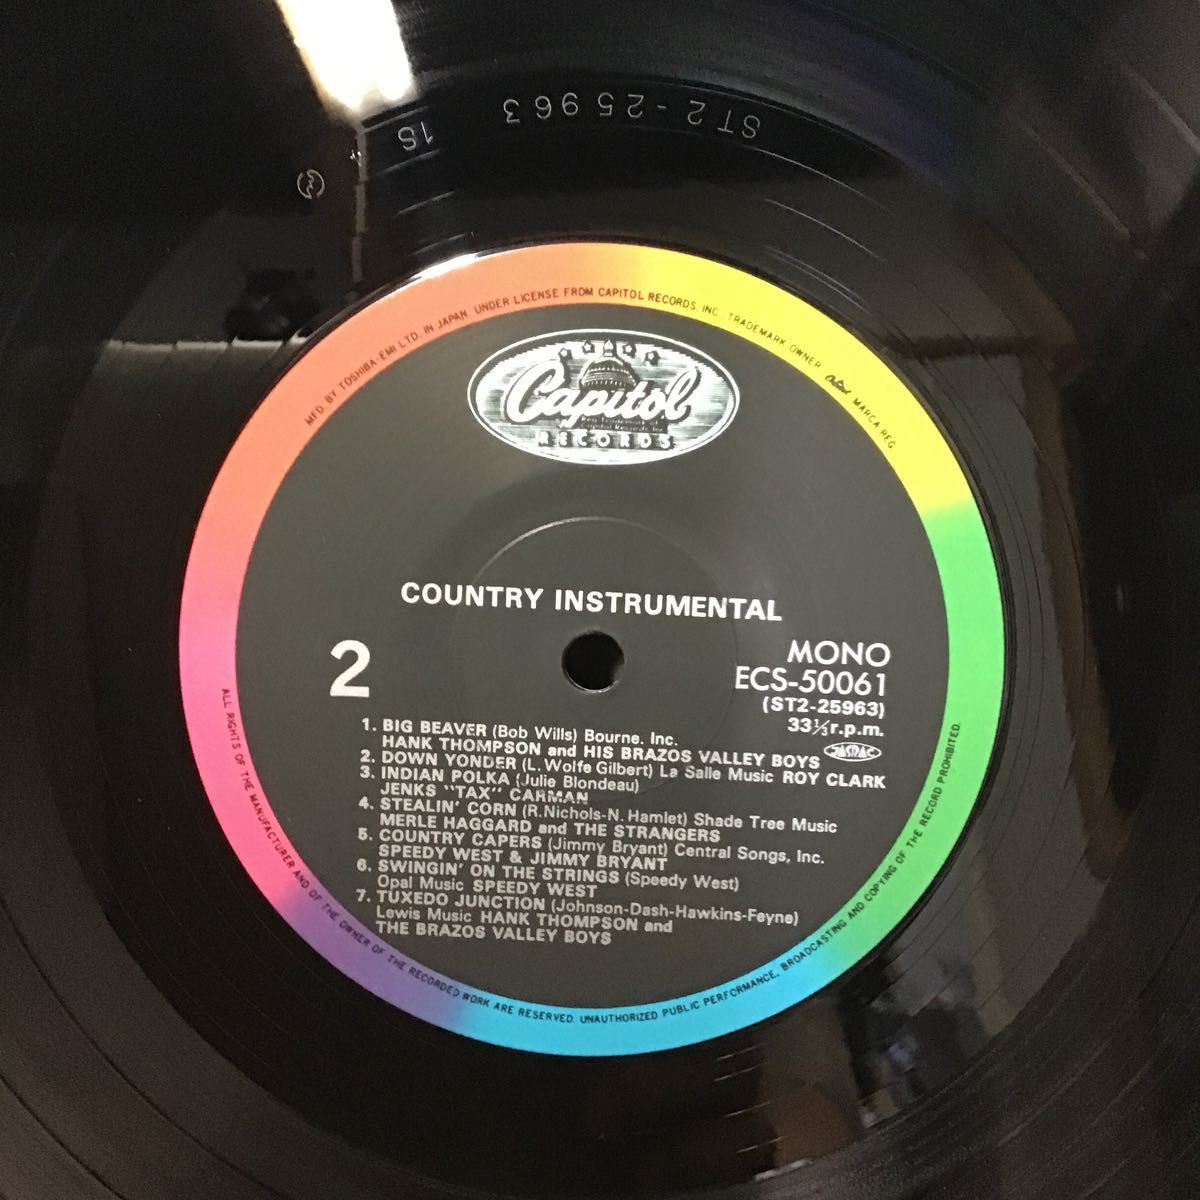 ST2-25963 1S
MFD. BY TOSHIBA-EMI LTD. IN JAPAN. UNDER LICENSE FROM CAPITOL RECORDS, INC., TRADEMARK OWNER Capitol MARCA REG
Capitol
Reg. Trademark of
Capitol Records Inc
RECORDS
COUNTRY INSTRUMENTAL
2
MONO
ECS-50061
(ST2-25963)
33⅓r.p.m.
JASRAC
1. BIG BEAVER (Bob Wills) Bourne, Inc.
HANK THOMPSON and HIS BRAZOS VALLEY BOYS
2. DOWN YONDER (L. Wolfe Gilbert) La Salle Music ROY CLARK
3. INDIAN POLKA (Julie Blondeau)
JENKS "TAX" CARMAN
4. STEALIN' CORN (R.Nichols-N. Hamlet) Shade Tree Music
MERLE HAGGARD and THE STRANGERS
5. COUNTRY CAPERS (Jimmy Bryant) Central Songs, Inc.
SPEEDY WEST & JIMMY BRYANT
6. SWINGIN' ON THE STRINGS (Speedy West)
Opal Music SPEEDY WEST
7. TUXEDO JUNCTION (Johnson-Dash-Hawkins-Feyne)
Lewis Music HANK THOMPSON and
THE BRAZOS VALLEY BOYS
ALL RIGHTS OF THE MANUFACTURER AND OF THE OWNER OF THE RECORDED WORK ARE RESERVED. UNAUTHORIZED PUBLIC PERFORMANCE, BROADCASTING AND COPYING OF THE RECORD PROHIBITED.